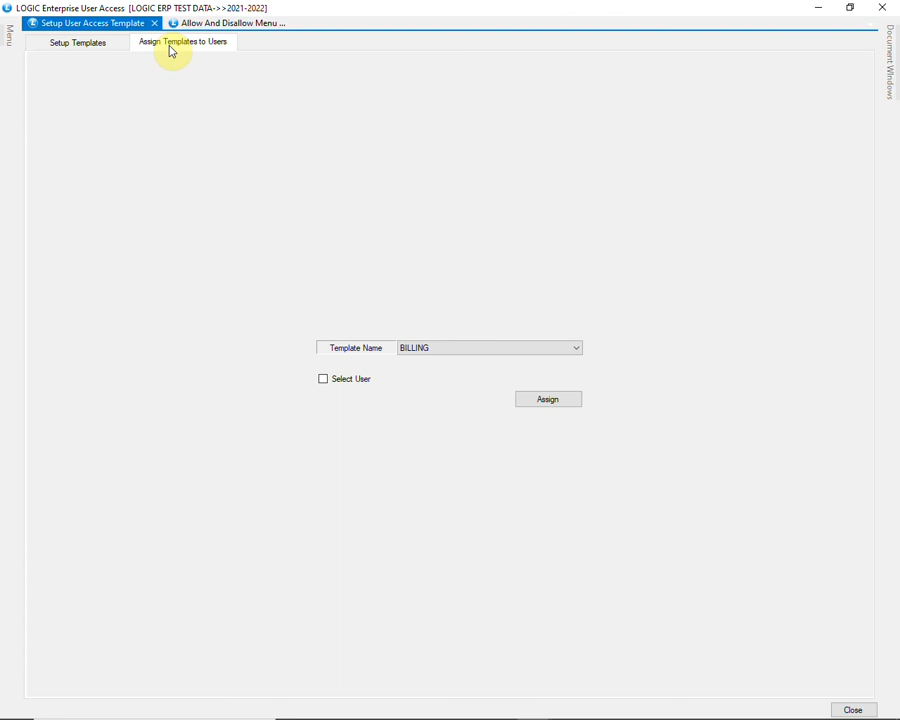 LOGIC Enterprise User Access [LOGIC ERP TEST DATA->>2021-2022]
Menu
Setup User Access Template
Allow And Disallow Menu ...
Document Windows
Setup Templates
Assign Templates to Users
Template Name
BILLING
Select User
Assign
Close